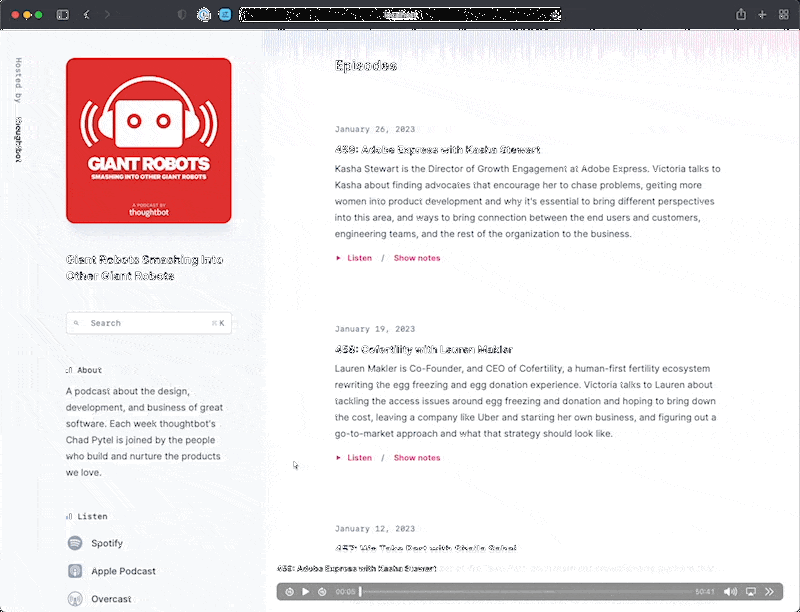 Hosted by thoughtbot
GIANT ROBOTS
SMASHING INTO OTHER GIANT ROBOTS
A PODCAST BY
thoughtbot
Giant Robots Smashing Into
Other Giant Robots
Search ⌘K
About
A podcast about the design,
development, and business of great
software. Each week thoughtbot's
Chad Pytel is joined by the people
who build and nurture the products
we love.
Listen
Spotify
Apple Podcast
Overcast
Episodes
January 26, 2023
Adobe Express with Kasha Stewart
Kasha Stewart is the Director of Growth Engagement at Adobe Express. Victoria talks to
Kasha about finding advocates that encourage her to chase problems, getting more
women into product development and why it's essential to bring different perspectives
into this area, and ways to bring connection between the end users and customers,
engineering teams, and the rest of the organization to the business.
Listen / Show notes
January 19, 2023
458: Cofertility with Lauren Makler
Lauren Makler is Co-Founder, and CEO of Cofertility, a human-first fertility ecosystem
rewriting the egg freezing and egg donation experience. Victoria talks to Lauren about
tackling the access issues around egg freezing and donation and hoping to bring down
the cost, leaving a company like Uber and starting her own business, and figuring out a
go-to-market approach and what that strategy should look like.
Listen / Show notes
January 12, 2023
457: We Take Part with
Adobe Express with Kasha Stewart
00:05 50:41